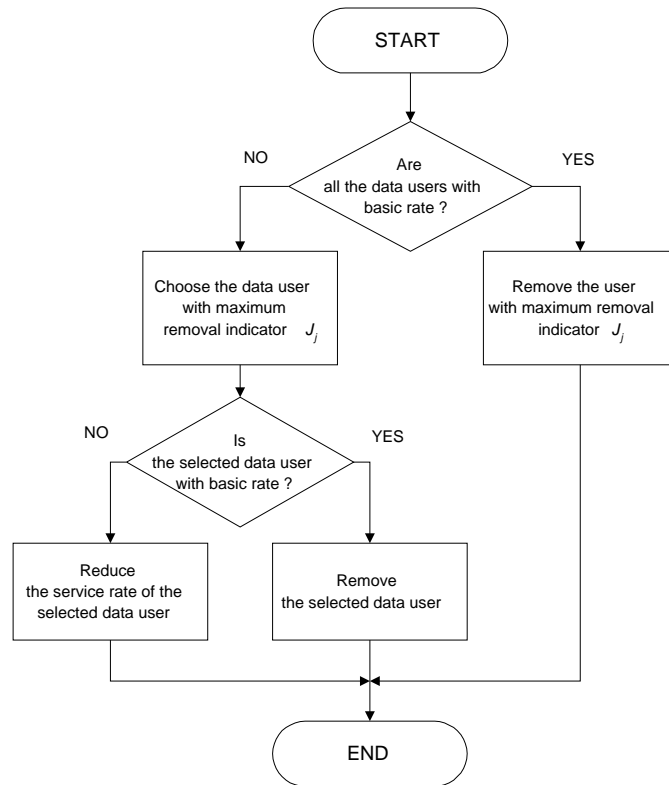 START
NO
YES
Are
all the data users with
basic rate ?
Choose the data user
with maximum
removal indicator J_j
Remove the user
with maximum removal
indicator J_j
NO
YES
Is
the selected data user
with basic rate ?
Reduce
the service rate of the
selected data user
Remove
the selected data user
END